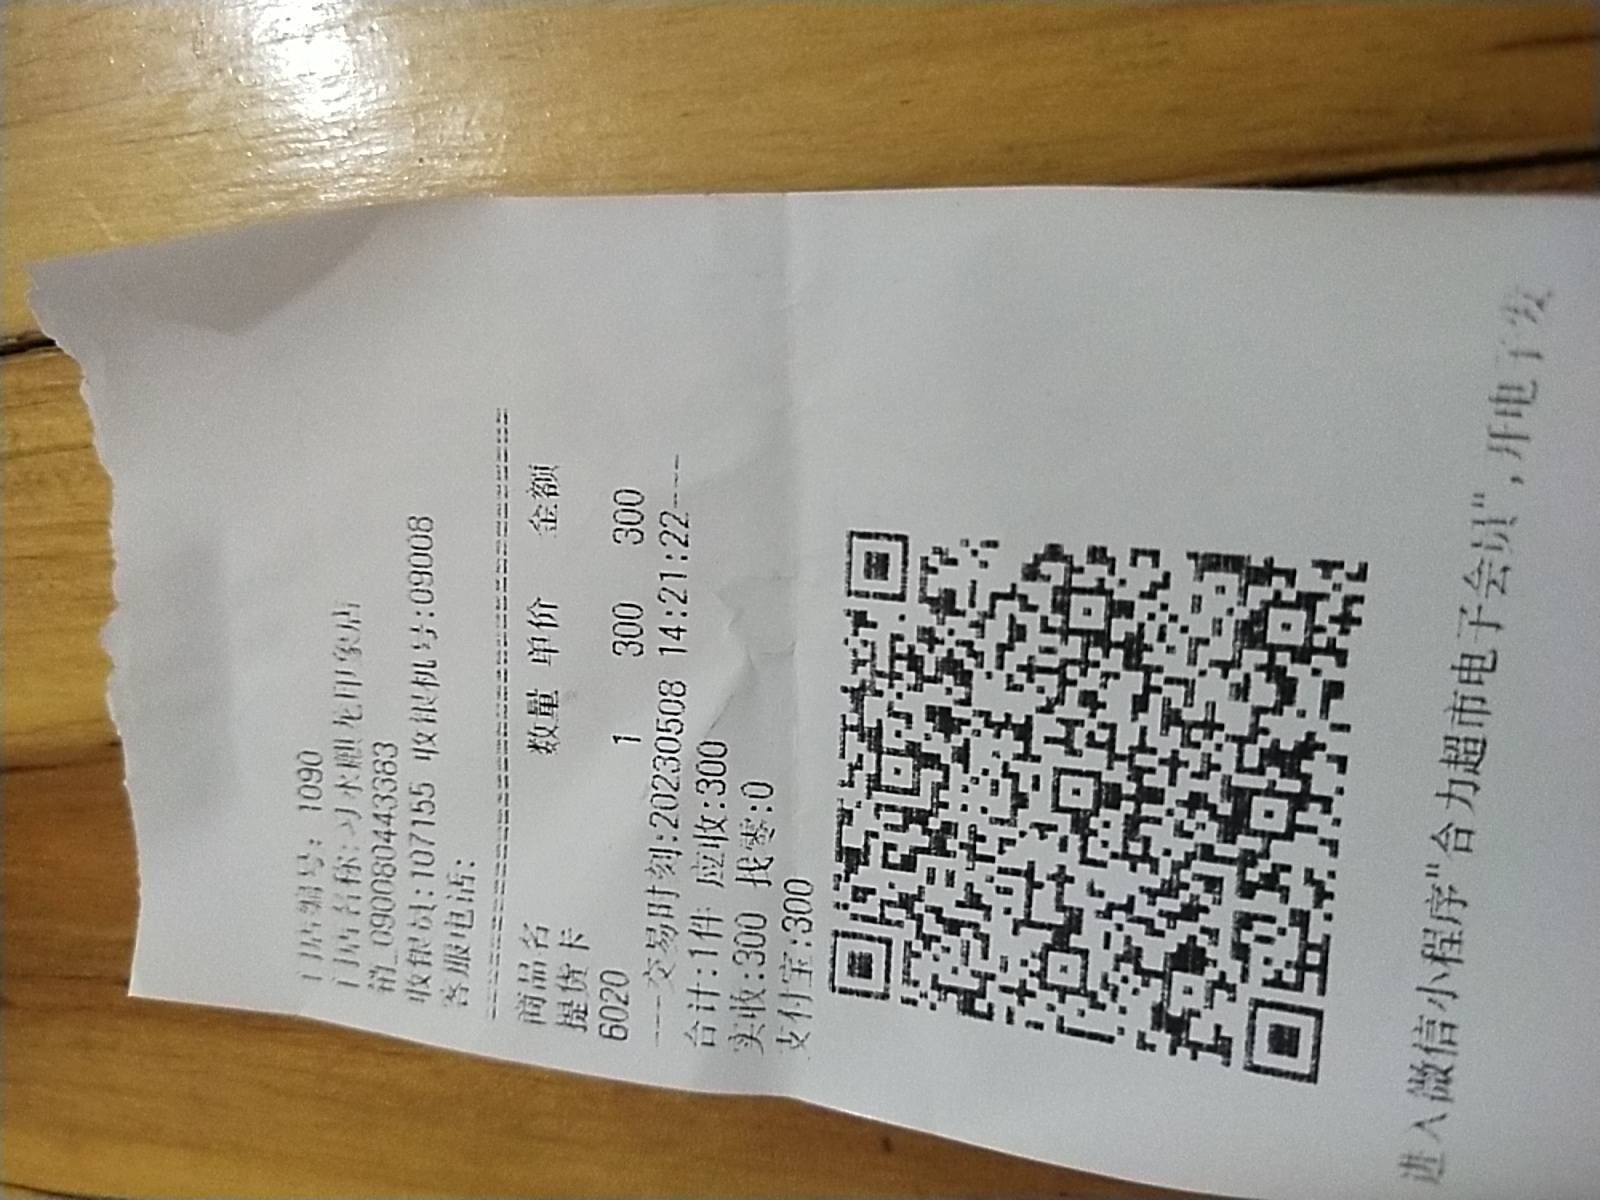 门店编号: 1090
门店名称:习水麒龙印象店
销_090080443383
收银员:107155 收银机号:09008
客服电话:
商品名 数量 单价 金额
提货卡
6020 1 300 300
---交易时刻:20230508 14:21:22---
合计:1件 应收:300
实收:300 找零:0
支付宝:300
进入微信小程序"合力超市电子会员",开电子发